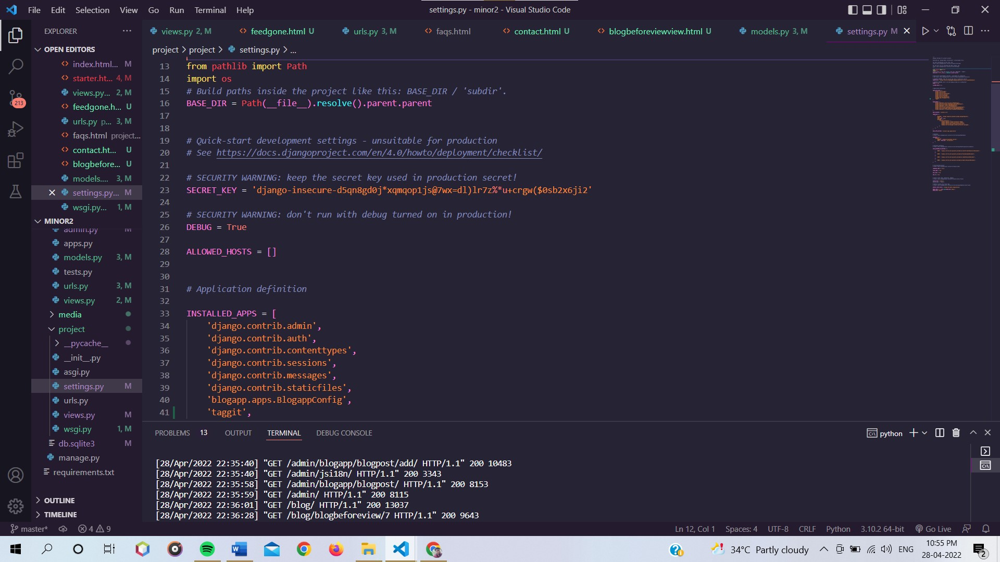 File Edit Selection View Go Run Terminal Help
settings.py - minor2 - Visual Studio Code
EXPLORER
views.py 2, M
feedgone.html U
urls.py 3, M
faqs.html
contact.html U
blogbeforeviewview.html U
models.py 3, M
settings.py M
OPEN EDITORS
index.html... M
starter.ht... 4, M
views.py... 2, M
feedgone.h... U
urls.py p... 3, M
faqs.html project...
contact.ht... U
blogbefore... U
models.... 3, M
settings.py... M
wsgi.py... 1, M
MINOR2
admin.py M
apps.py
models.py 3, M
tests.py
urls.py 3, M
views.py 2, M
media
project
__pycache__
__init__.py
asgi.py
settings.py M
urls.py
views.py M
wsgi.py 1, M
db.sqlite3 M
manage.py
requirements.txt
OUTLINE
TIMELINE
213
project > project > settings.py > ...
13 from pathlib import Path
14 import os
15 # Build paths inside the project like this: BASE_DIR / 'subdir'.
16 BASE_DIR = Path(__file__).resolve().parent.parent
17
18
19 # Quick-start development settings - unsuitable for production
20 # See https://docs.djangoproject.com/en/4.0/howto/deployment/checklist/
21
22 # SECURITY WARNING: keep the secret key used in production secret!
23 SECRET_KEY = 'django-insecure-d5qn8gd0j*xqmqop1js@7wx=dl)lr7z%*u+crgw($0sb2x6ji2'
24
25 # SECURITY WARNING: don't run with debug turned on in production!
26 DEBUG = True
27
28 ALLOWED_HOSTS = []
29
30
31 # Application definition
32
33 INSTALLED_APPS = [
34 'django.contrib.admin',
35 'django.contrib.auth',
36 'django.contrib.contenttypes',
37 'django.contrib.sessions',
38 'django.contrib.messages',
39 'django.contrib.staticfiles',
40 'blogapp.apps.BlogappConfig',
41 'taggit',
PROBLEMS 13 OUTPUT TERMINAL DEBUG CONSOLE
python
[28/Apr/2022 22:35:40] "GET /admin/blogapp/blogpost/add/ HTTP/1.1" 200 10483
[28/Apr/2022 22:35:40] "GET /admin/jsi18n/ HTTP/1.1" 200 3343
[28/Apr/2022 22:35:58] "GET /admin/blogapp/blogpost/ HTTP/1.1" 200 8153
[28/Apr/2022 22:35:59] "GET /admin/ HTTP/1.1" 200 8115
[28/Apr/2022 22:36:01] "GET /blog/ HTTP/1.1" 200 13037
[28/Apr/2022 22:36:28] "GET /blog/blogbeforeview/7 HTTP/1.1" 200 9643
master* 4 9
Ln 12, Col 1 Spaces: 4 UTF-8 CRLF Python 3.10.2 64-bit Go Live
34°C Partly cloudy
ENG
10:55 PM
28-04-2022
2